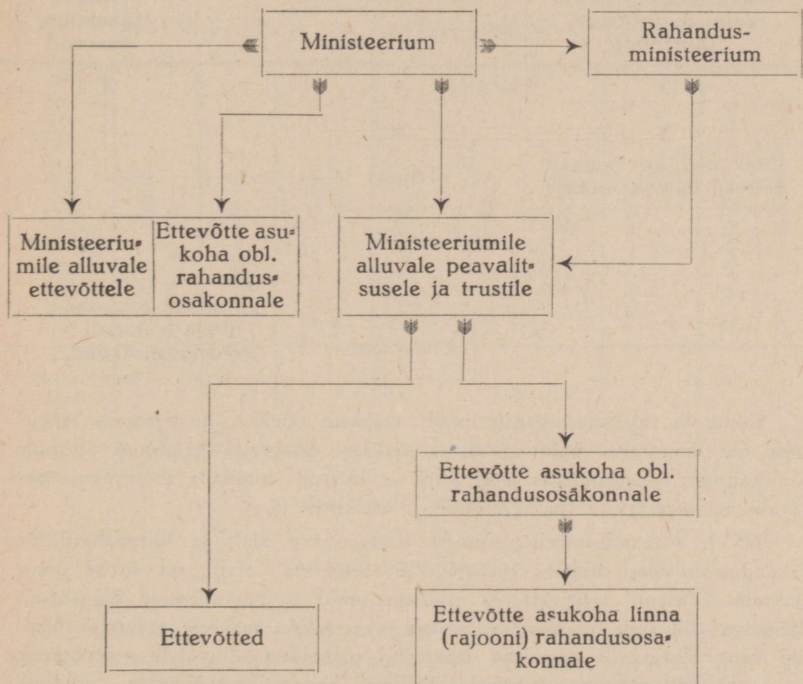 Ministeerium
Rahandus-
ministeerium
Ministeeriu-
mile alluvale
ettevõttele
Ettevõtte asu-
koha obl.
rahandus-
osakonnale
Ministeeriumile
alluvale peavalit-
susele ja trustile
Ettevõtte asukoha obl.
rahandusosakonnale
Ettevõtted
Ettevõtte asukoha linna
(rajooni) rahandusosa-
konnale